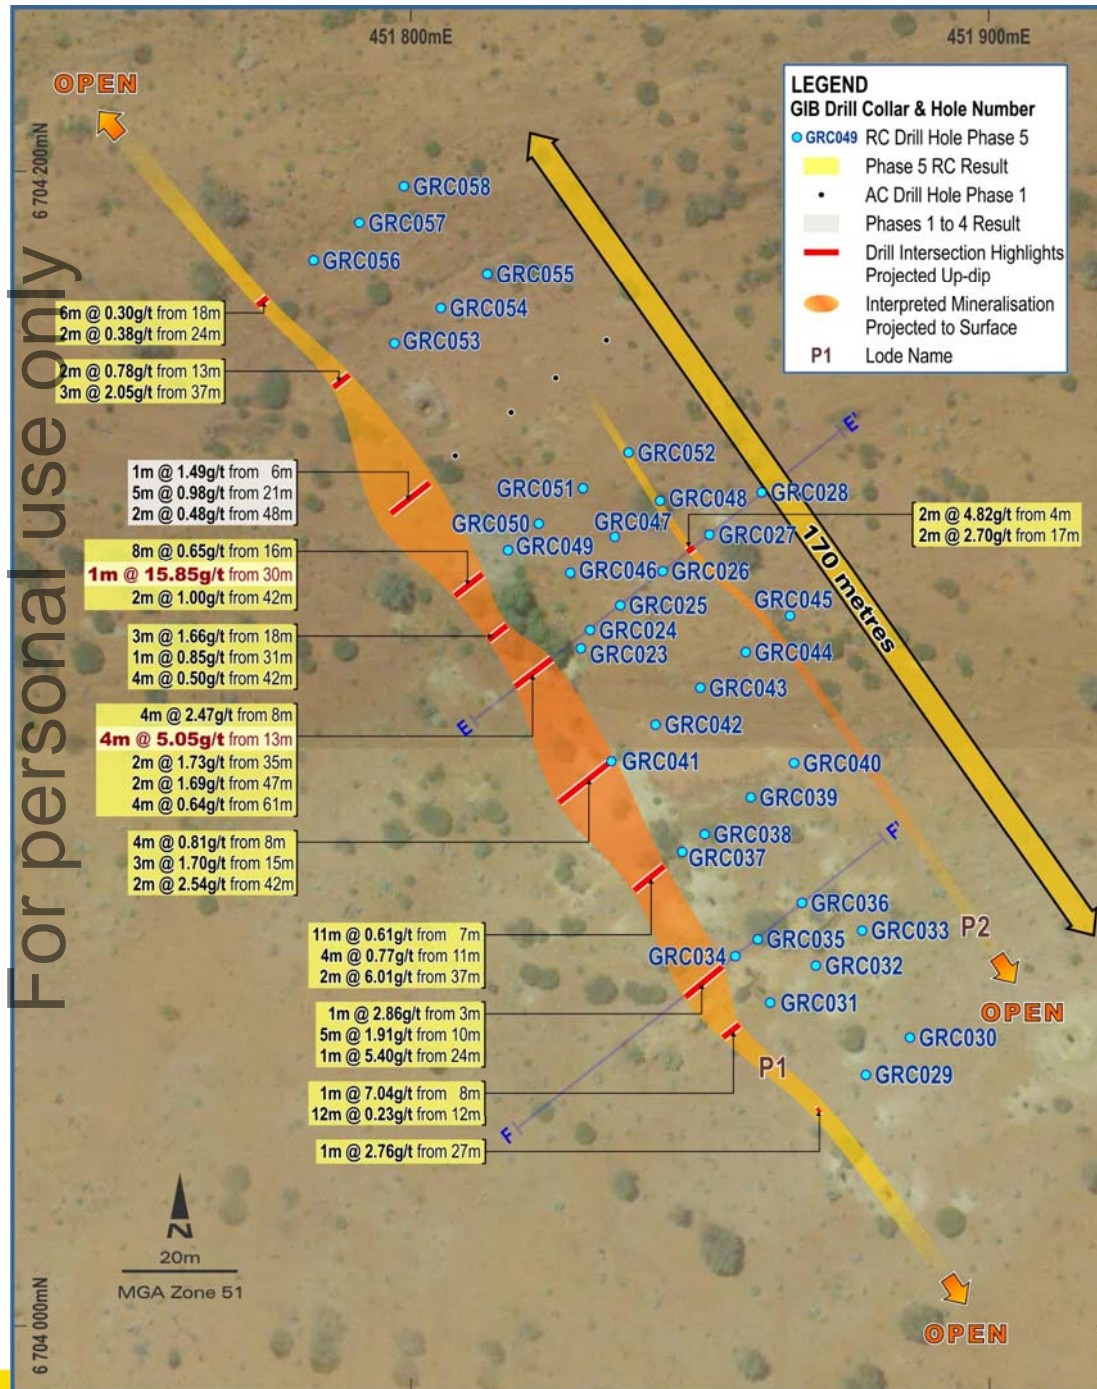 451 800mE
451 900mE
OPEN
LEGEND
GIB Drill Collar & Hole Number
GRC049 RC Drill Hole Phase 5
Phase 5 RC Result
AC Drill Hole Phase 1
Phases 1 to 4 Result
Drill Intersection Highlights
Projected Up-dip
Interpreted Mineralisation
Projected to Surface
P1 Lode Name
6 704 200mN
For personal use only
GRC058
GRC057
GRC056
GRC055
GRC054
GRC053
6m @ 0.30g/t from 18m
2m @ 0.38g/t from 24m
2m @ 0.78g/t from 13m
3m @ 2.05g/t from 37m
E'
GRC052
GRC051
GRC048
GRC028
GRC050
GRC047
GRC027
GRC049
GRC046
GRC026
GRC025
GRC045
GRC024
GRC023
GRC044
GRC043
GRC042
GRC041
GRC040
GRC039
GRC038
GRC037
170 metres
2m @ 4.82g/t from 4m
2m @ 2.70g/t from 17m
1m @ 1.49g/t from 6m
5m @ 0.98g/t from 21m
2m @ 0.48g/t from 48m
8m @ 0.65g/t from 16m
1m @ 15.85g/t from 30m
2m @ 1.00g/t from 42m
3m @ 1.66g/t from 18m
1m @ 0.85g/t from 31m
4m @ 0.50g/t from 42m
E
4m @ 2.47g/t from 8m
4m @ 5.05g/t from 13m
2m @ 1.73g/t from 35m
2m @ 1.69g/t from 47m
4m @ 0.64g/t from 61m
4m @ 0.81g/t from 8m
3m @ 1.70g/t from 15m
2m @ 2.54g/t from 42m
F'
GRC036
GRC035
GRC033
GRC034
GRC032
GRC031
GRC030
GRC029
P2
OPEN
11m @ 0.61g/t from 7m
4m @ 0.77g/t from 11m
2m @ 6.01g/t from 37m
1m @ 2.86g/t from 3m
5m @ 1.91g/t from 10m
1m @ 5.40g/t from 24m
P1
1m @ 7.04g/t from 8m
12m @ 0.23g/t from 12m
F
1m @ 2.76g/t from 27m
N
20m
MGA Zone 51
6 704 000mN
OPEN